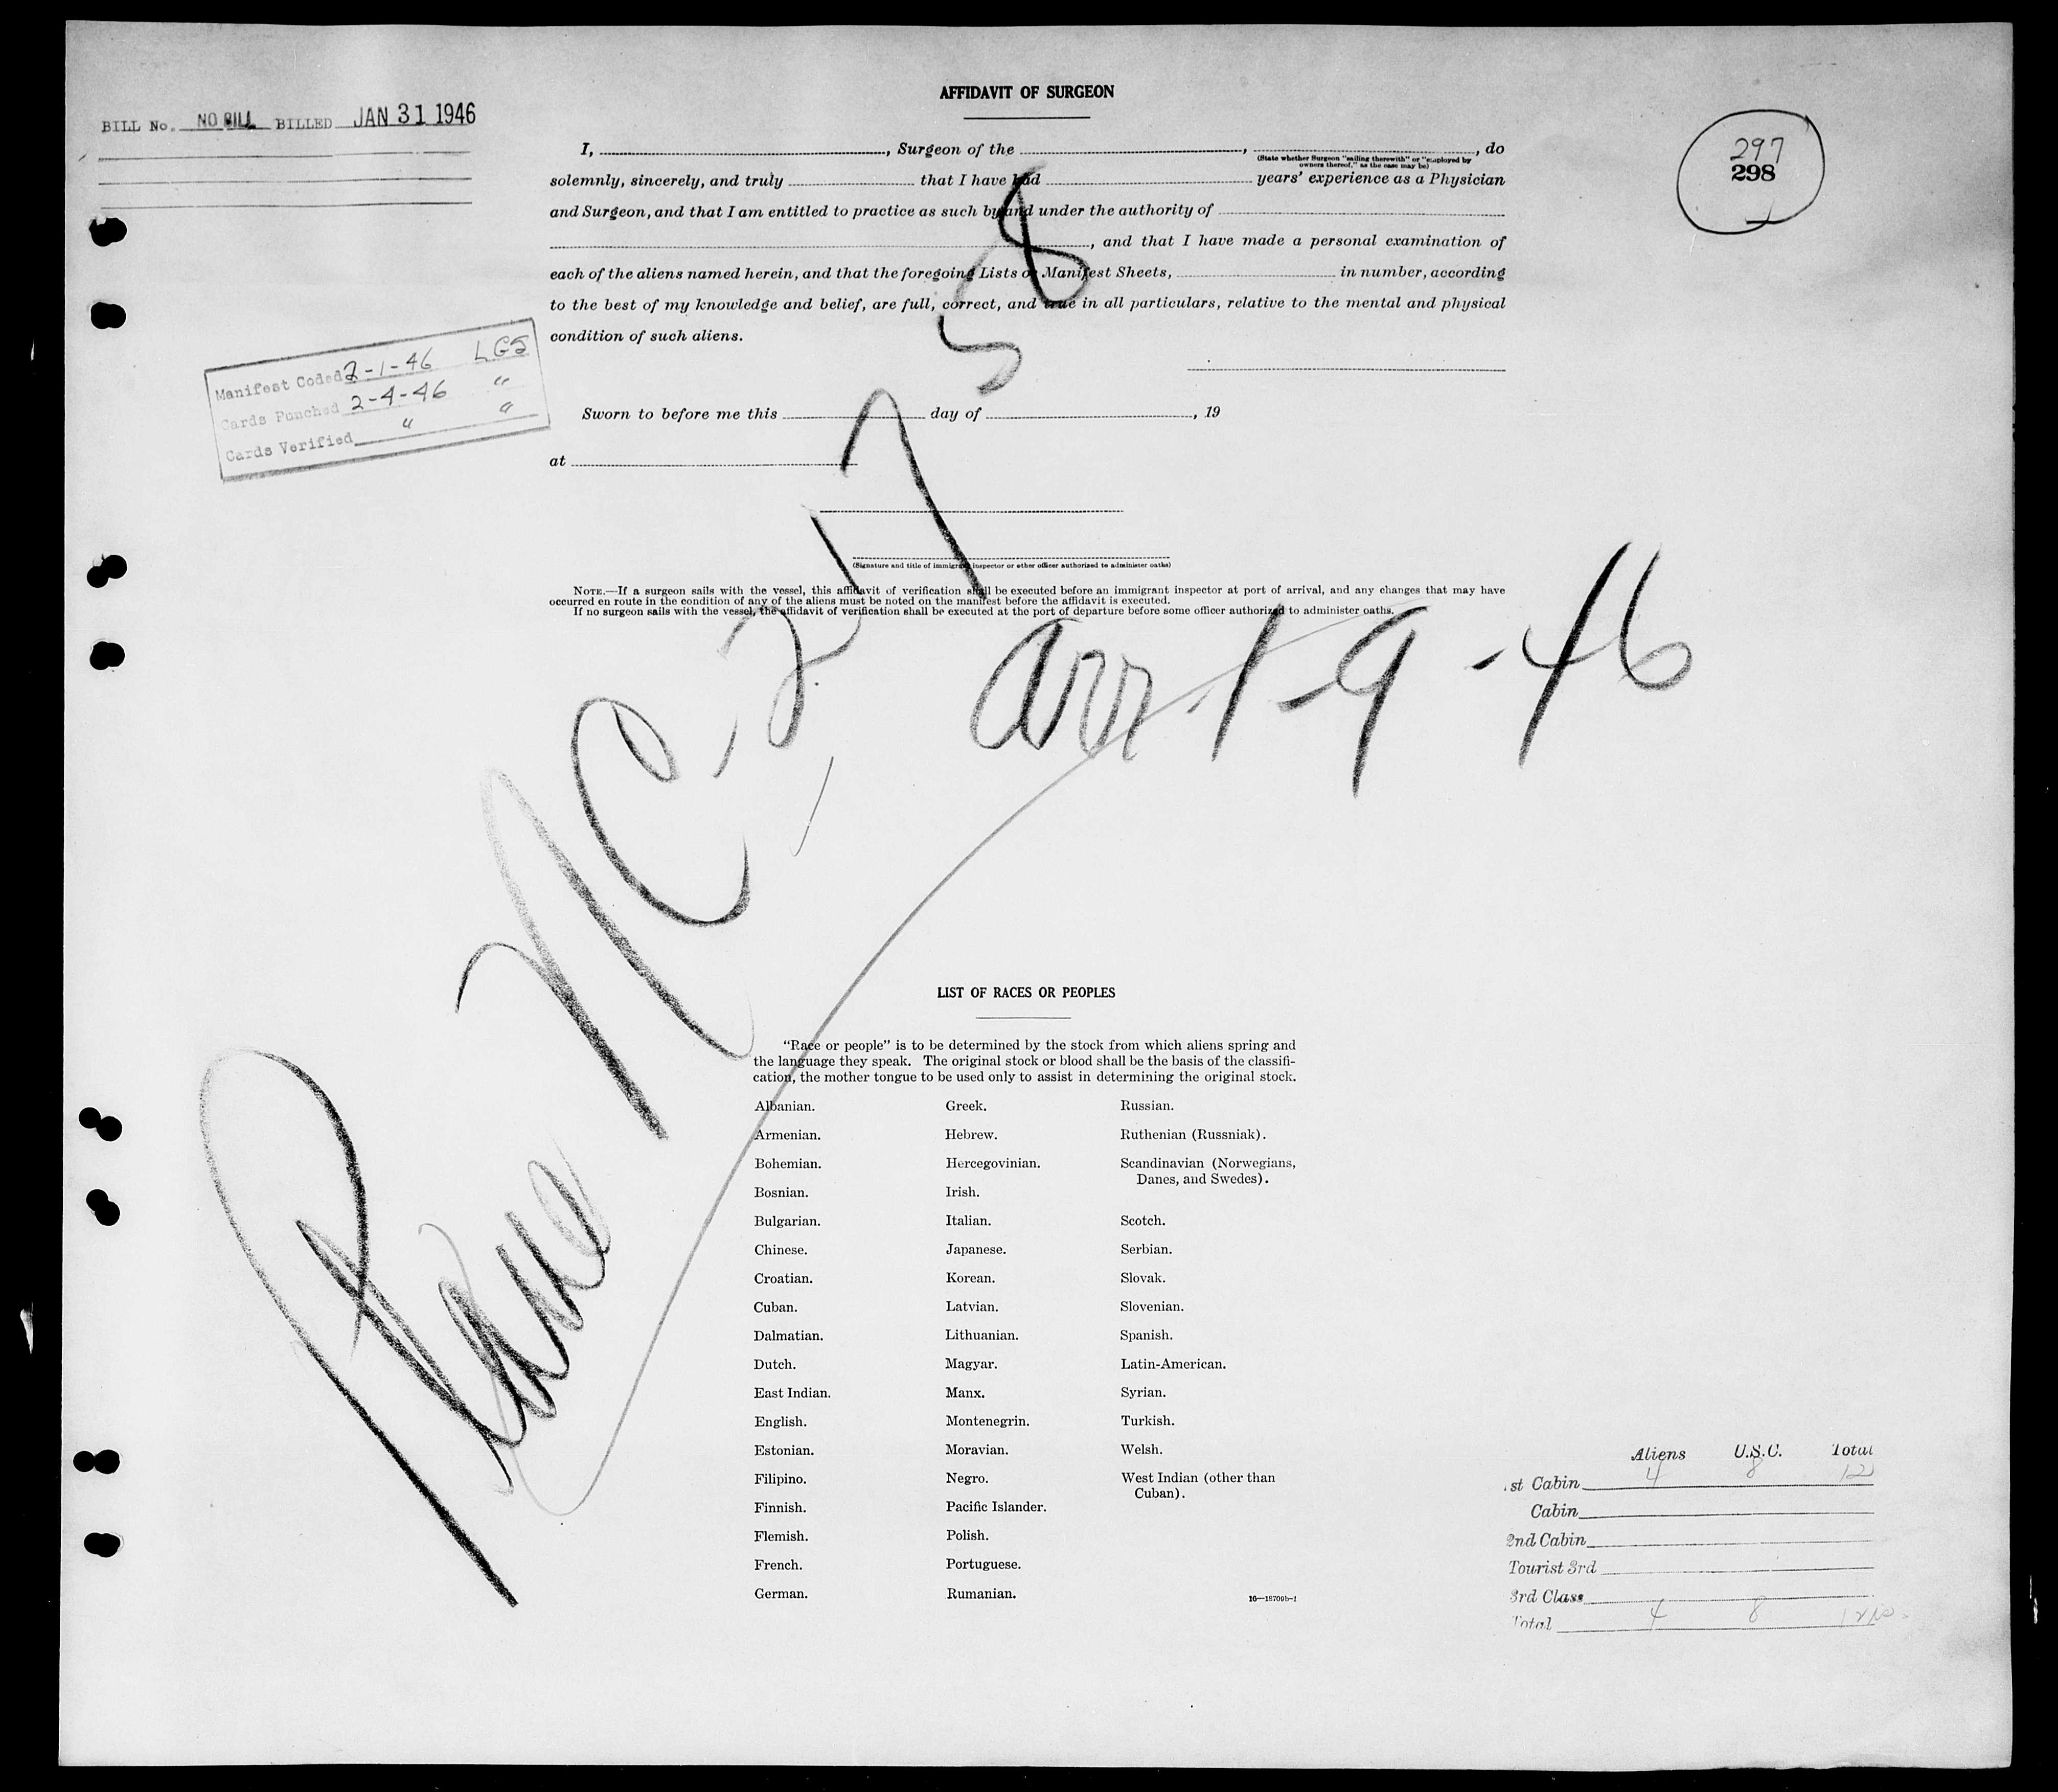 AFFIDAVIT OF SURGEON
BILL No. NO BILL BILLED JAN 31 1946
297
298
I, , Surgeon of the , , do
(State whether Surgeon "sailing therewith" or "employed by
owners thereof," as the case may be)
solemnly, sincerely, and truly that I have had years' experience as a Physician
and Surgeon, and that I am entitled to practice as such by and under the authority of
, and that I have made a personal examination of
each of the aliens named herein, and that the foregoing Lists or Manifest Sheets, in number, according
to the best of my knowledge and belief, are full, correct, and true in all particulars, relative to the mental and physical
condition of such aliens.
Manifest Coded 2-1-46 LGS
Cards Punched 2-4-46 "
Cards Verified " "
Sworn to before me this day of , 19
at
(Signature and title of immigrant inspector or other officer authorized to administer oaths)
NOTE.—If a surgeon sails with the vessel, this affidavit of verification shall be executed before an immigrant inspector at port of arrival, and any changes that may have
occurred en route in the condition of any of the aliens must be noted on the manifest before the affidavit is executed.
If no surgeon sails with the vessel, the affidavit of verification shall be executed at the port of departure before some officer authorized to administer oaths.
Plane NC-21758
arr 1-9-46
LIST OF RACES OR PEOPLES
"Race or people" is to be determined by the stock from which aliens spring and
the language they speak. The original stock or blood shall be the basis of the classifi-
cation, the mother tongue to be used only to assist in determining the original stock.
Albanian.
Armenian.
Bohemian.
Bosnian.
Bulgarian.
Chinese.
Croatian.
Cuban.
Dalmatian.
Dutch.
East Indian.
English.
Estonian.
Filipino.
Finnish.
Flemish.
French.
German.
Greek.
Hebrew.
Hercegovinian.
Irish.
Italian.
Japanese.
Korean.
Latvian.
Lithuanian.
Magyar.
Manx.
Montenegrin.
Moravian.
Negro.
Pacific Islander.
Polish.
Portuguese.
Rumanian.
Russian.
Ruthenian (Russniak).
Scandinavian (Norwegians,
Danes, and Swedes).
Scotch.
Serbian.
Slovak.
Slovenian.
Spanish.
Latin-American.
Syrian.
Turkish.
Welsh.
West Indian (other than
Cuban).
16—18709b-1
Aliens U.S.C. Total
st Cabin 4 8 12
Cabin
2nd Cabin
Tourist 3rd
3rd Class
Total 4 8 12